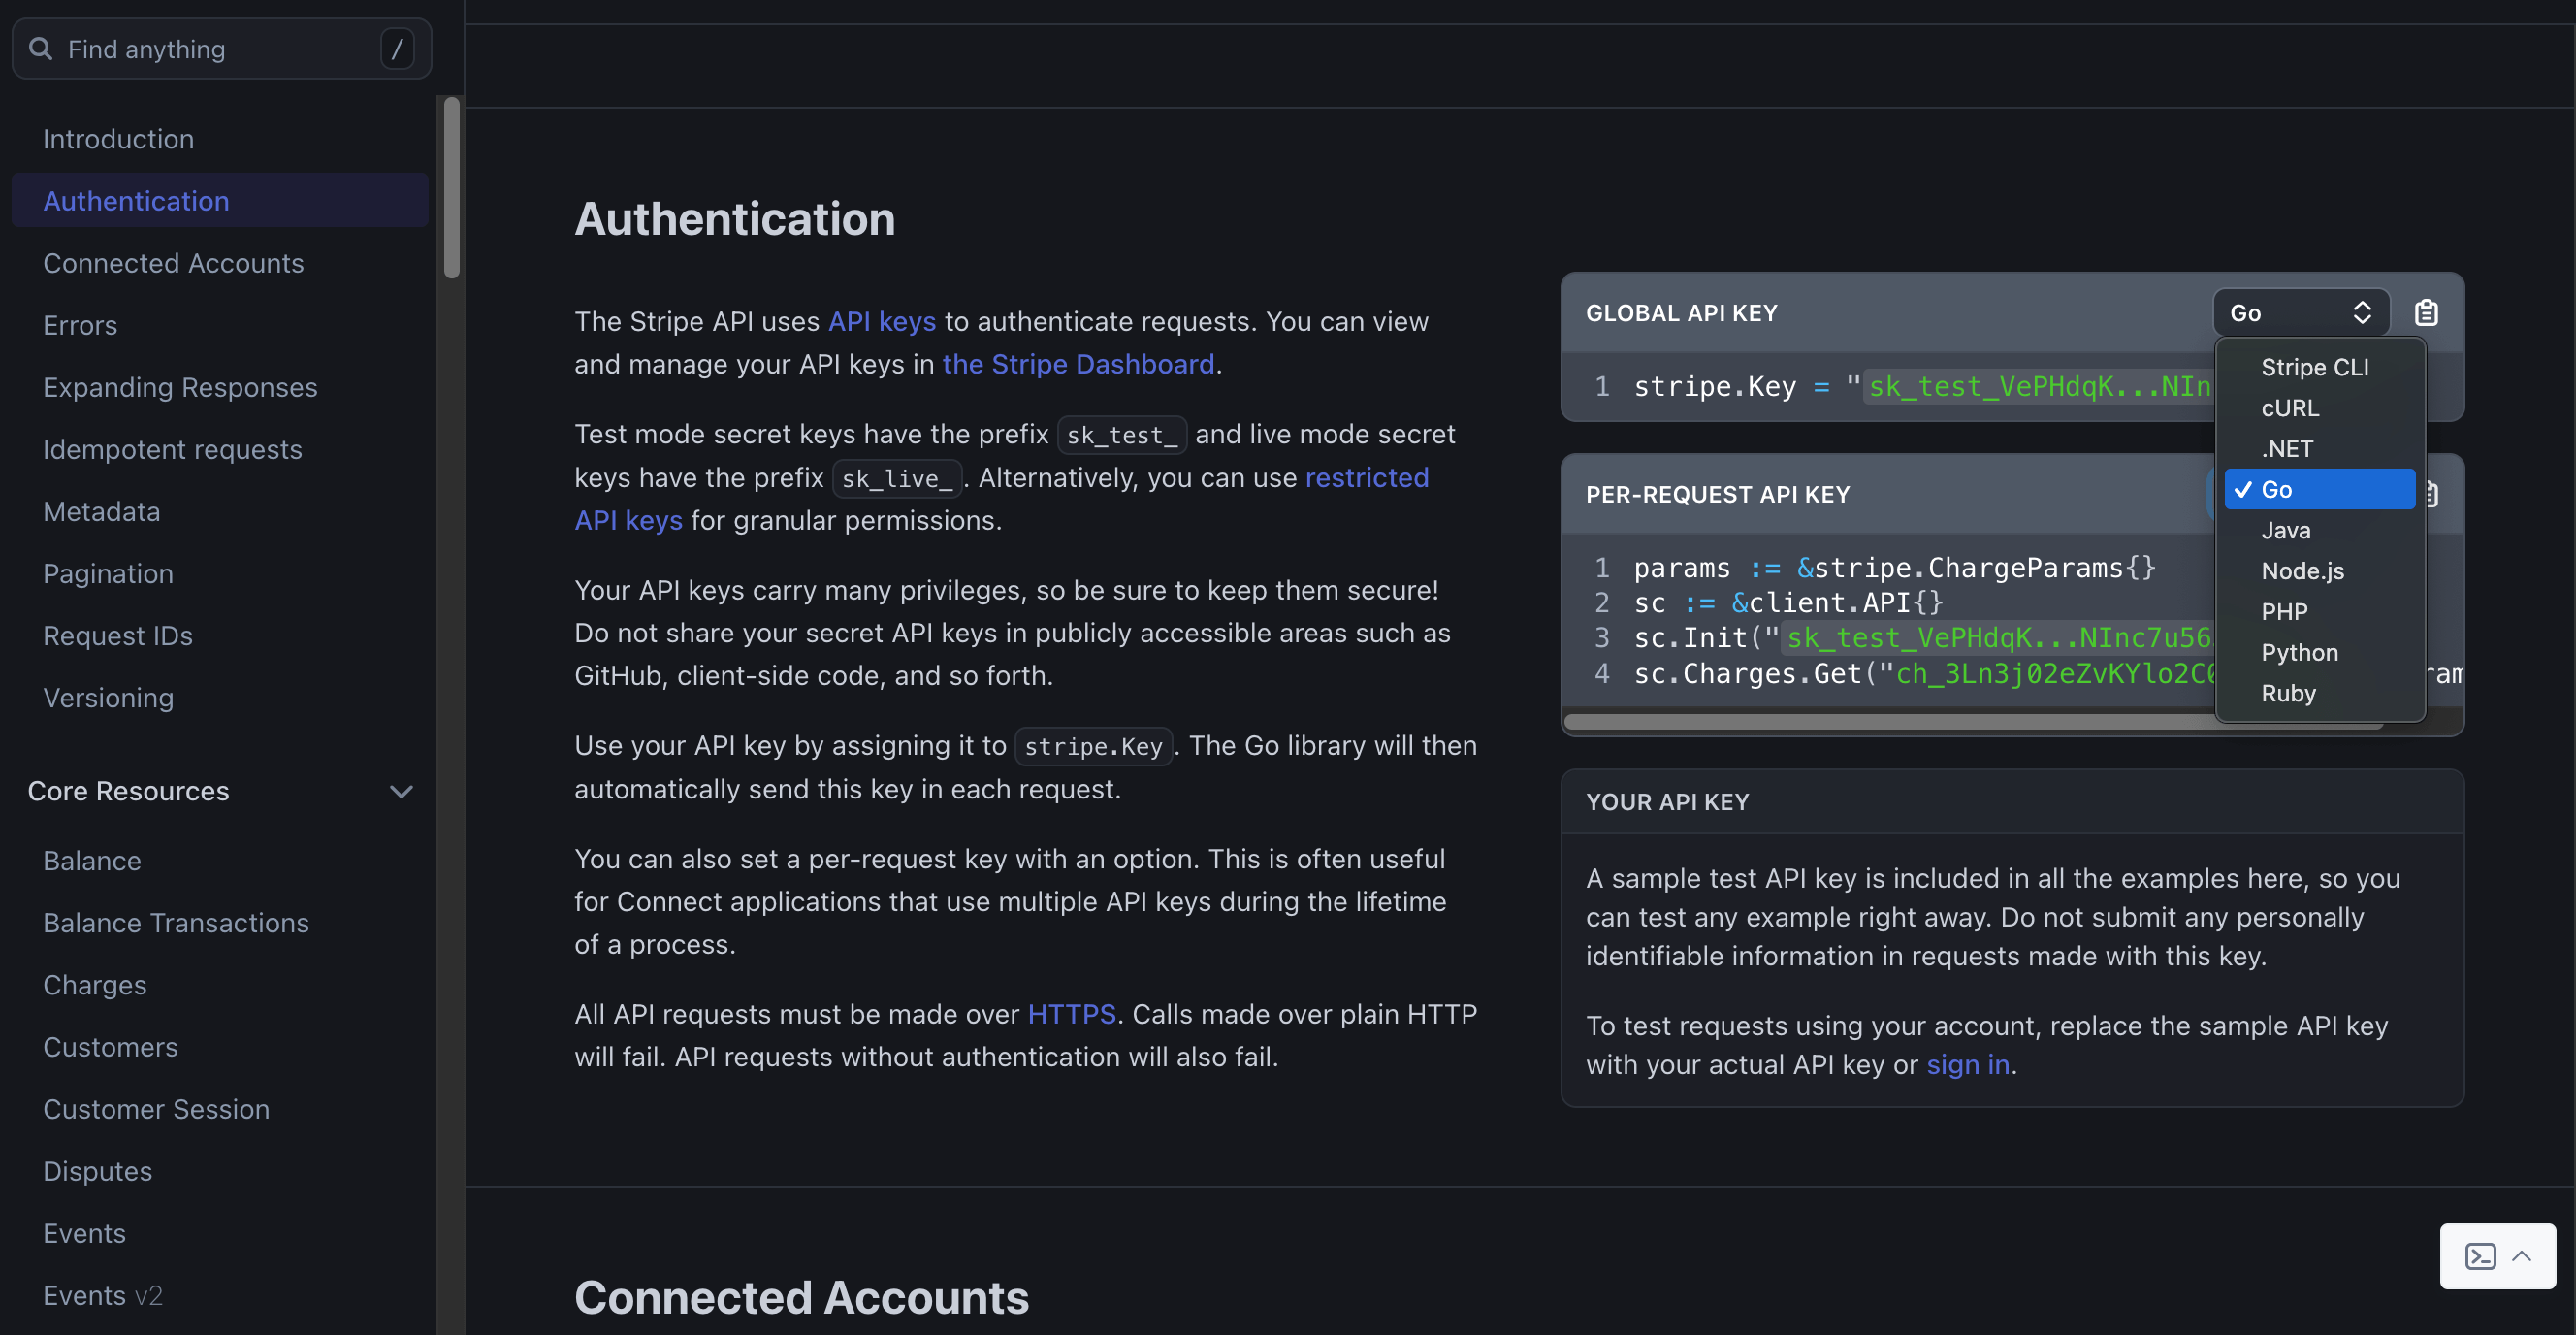 Find anything
/
Introduction
Authentication
Connected Accounts
Errors
Expanding Responses
Idempotent requests
Metadata
Pagination
Request IDs
Versioning
Core Resources
Balance
Balance Transactions
Charges
Customers
Customer Session
Disputes
Events
Events v2
Authentication
The Stripe API uses API keys to authenticate requests. You can view
and manage your API keys in the Stripe Dashboard.
Test mode secret keys have the prefix sk_test_ and live mode secret
keys have the prefix sk_live_. Alternatively, you can use restricted
API keys for granular permissions.
Your API keys carry many privileges, so be sure to keep them secure!
Do not share your secret API keys in publicly accessible areas such as
GitHub, client-side code, and so forth.
Use your API key by assigning it to stripe.Key. The Go library will then
automatically send this key in each request.
You can also set a per-request key with an option. This is often useful
for Connect applications that use multiple API keys during the lifetime
of a process.
All API requests must be made over HTTPS. Calls made over plain HTTP
will fail. API requests without authentication will also fail.
GLOBAL API KEY
Go
1 stripe.Key = "sk_test_VePHdqK...NIn
Stripe CLI
cURL
.NET
Go
Java
Node.js
PHP
Python
Ruby
PER-REQUEST API KEY
1 params := &stripe.ChargeParams{}
2 sc := &client.API{}
3 sc.Init("sk_test_VePHdqK...NInc7u56
4 sc.Charges.Get("ch_3Ln3j02eZvKYlo2C ram
YOUR API KEY
A sample test API key is included in all the examples here, so you
can test any example right away. Do not submit any personally
identifiable information in requests made with this key.
To test requests using your account, replace the sample API key
with your actual API key or sign in.
Connected Accounts